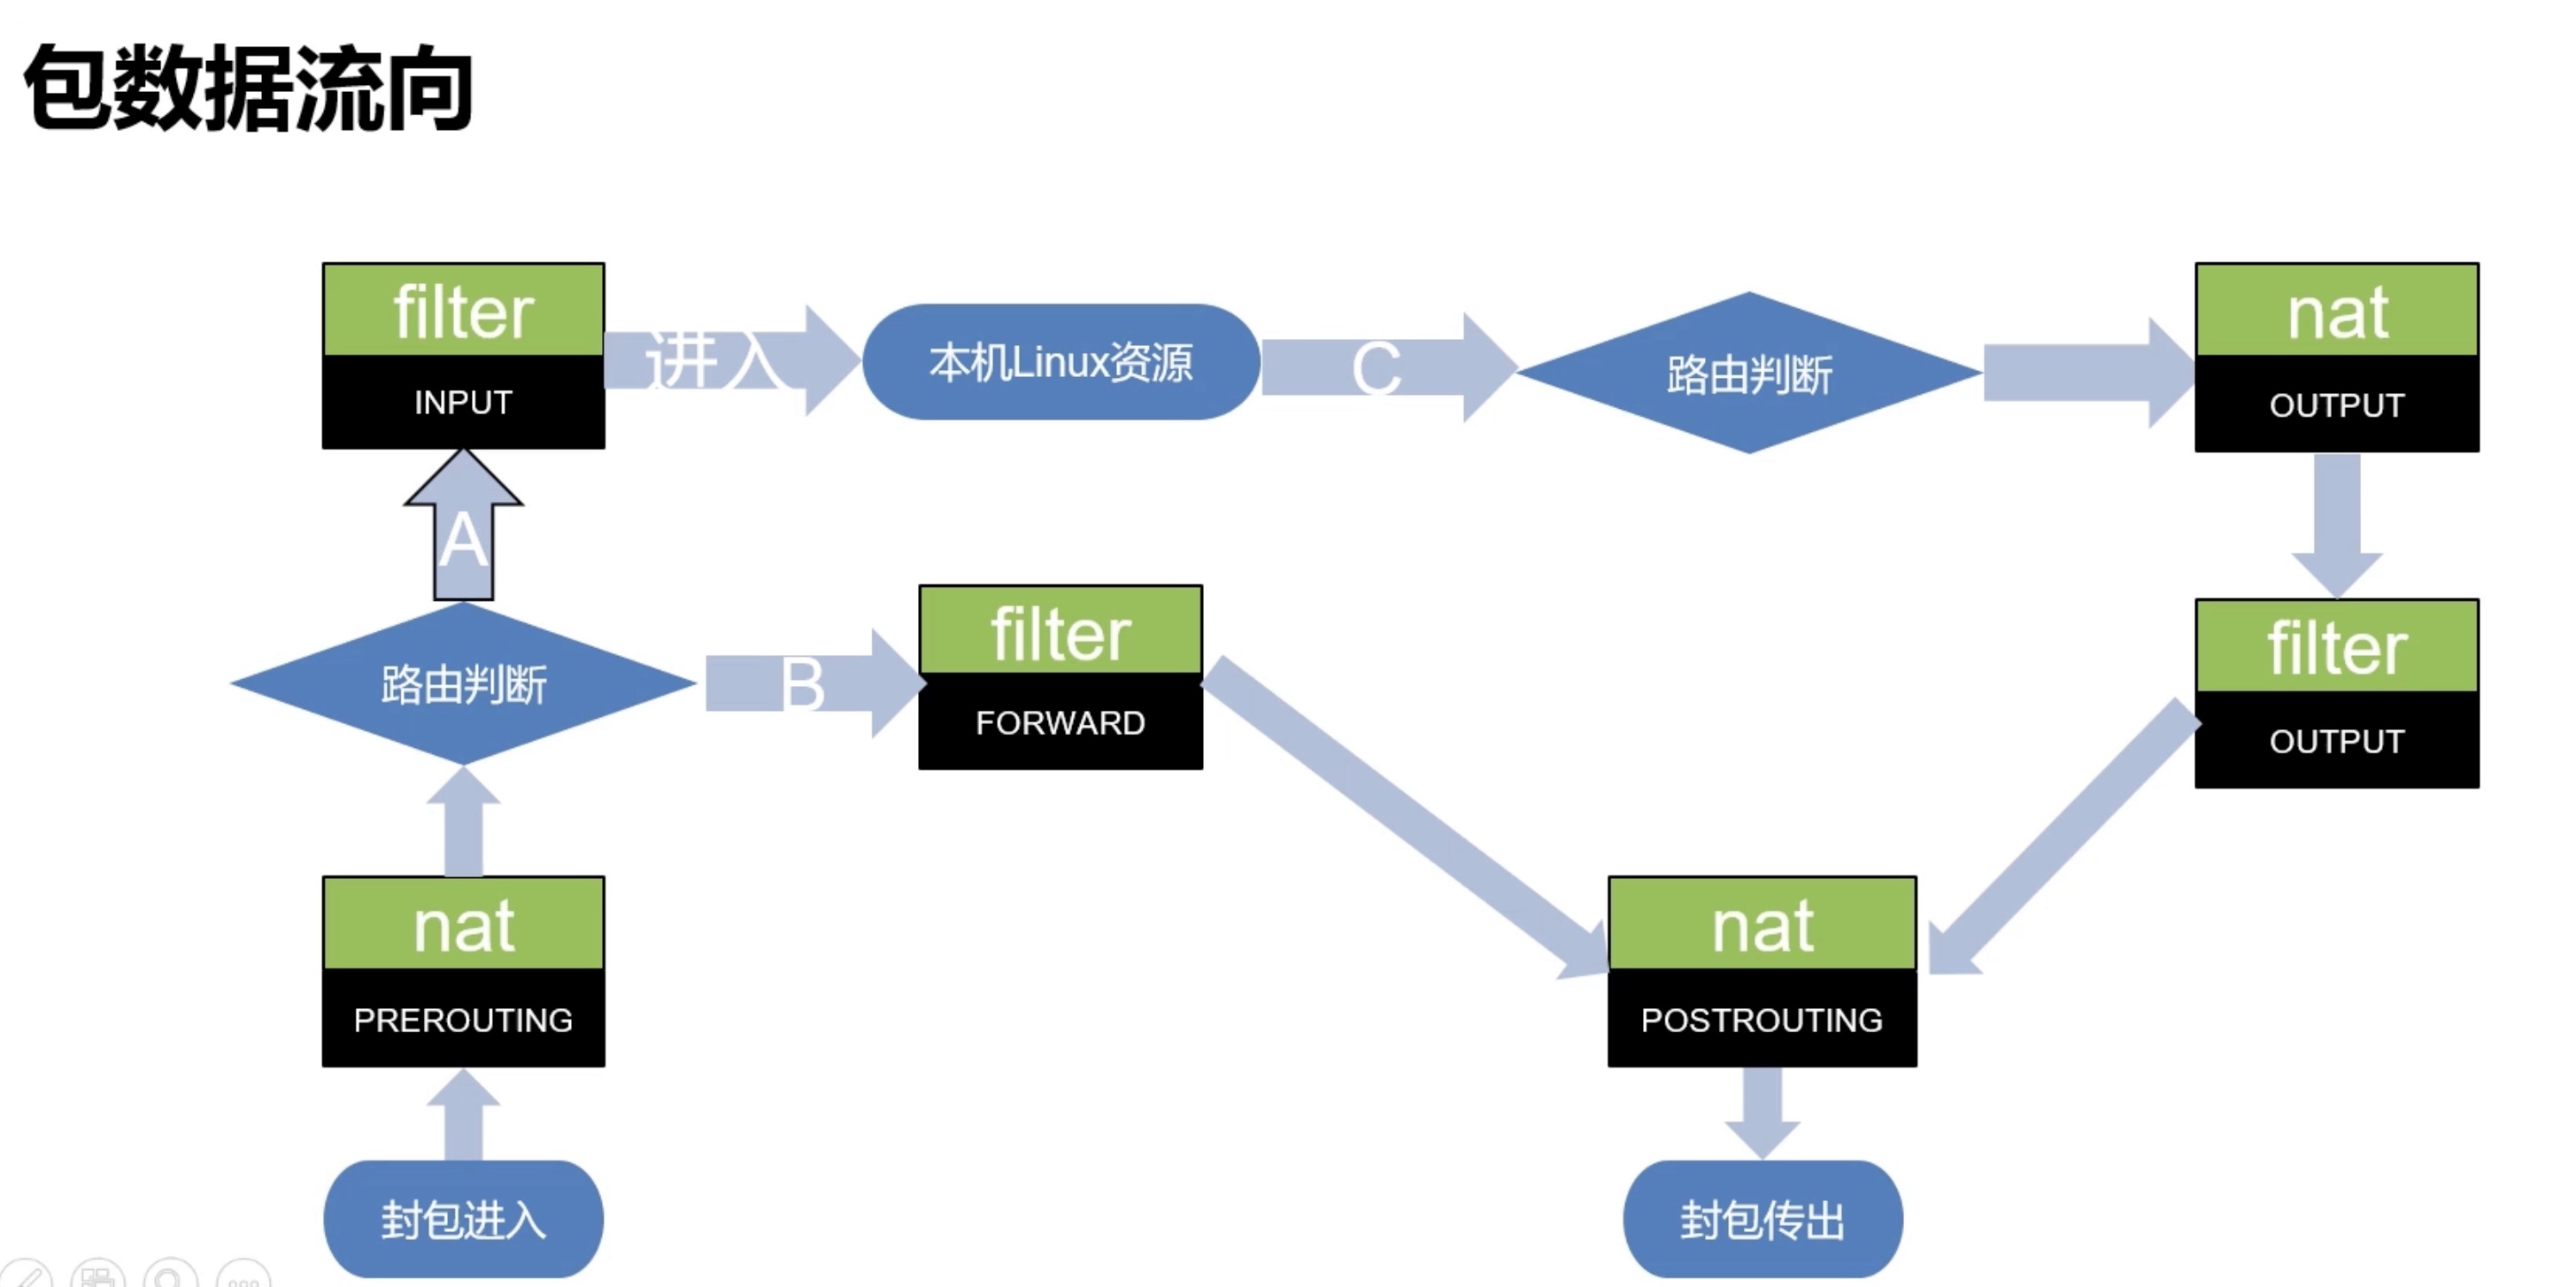 包数据流向
filter
INPUT
进入
本机Linux资源
C
路由判断
nat
OUTPUT
A
路由判断
B
filter
FORWARD
filter
OUTPUT
nat
PREROUTING
nat
POSTROUTING
封包进入
封包传出